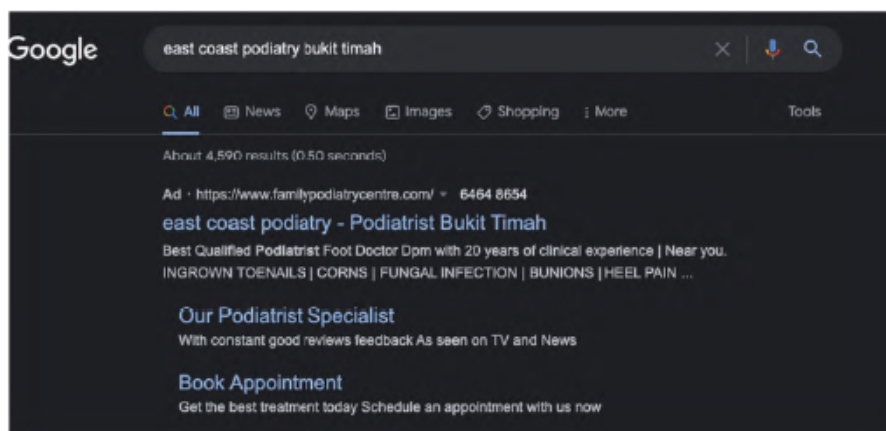 Google
east coast podiatry bukit timah
All News Maps Images Shopping More Tools
About 4,590 results (0.50 seconds)
Ad · https://www.familypodiatrycentre.com/ 6464 8654
east coast podiatry - Podiatrist Bukit Timah
Best Qualified Podiatrist Foot Doctor Dpm with 20 years of clinical experience | Near you.
INGROWN TOENAILS | CORNS | FUNGAL INFECTION | BUNIONS | HEEL PAIN ...
Our Podiatrist Specialist
With constant good reviews feedback As seen on TV and News
Book Appointment
Get the best treatment today Schedule an appointment with us now